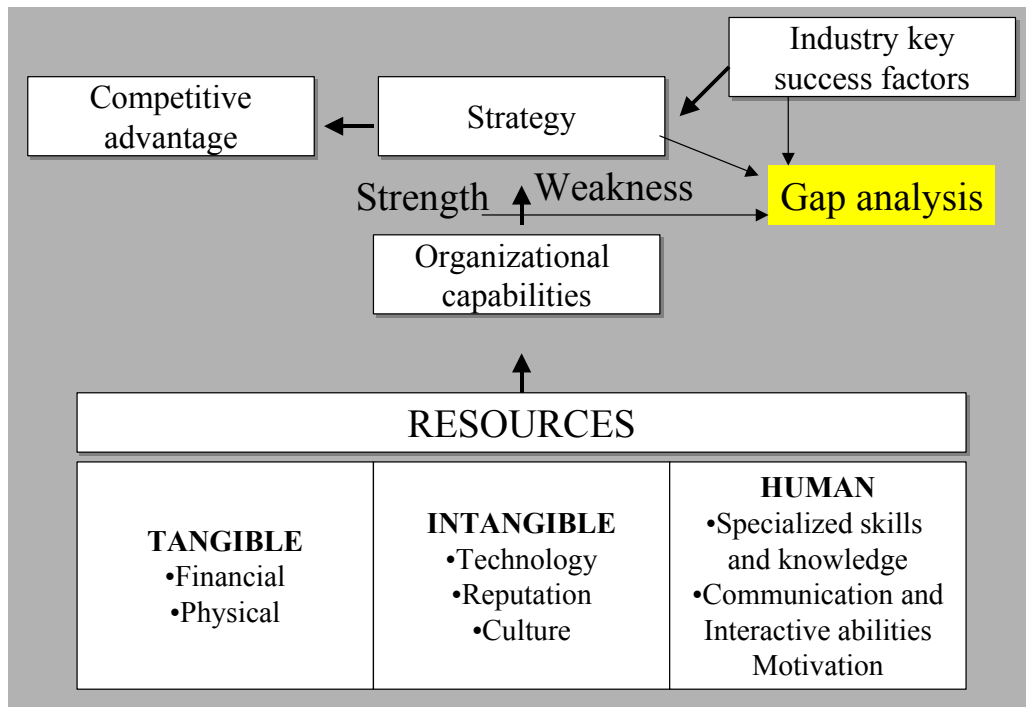 Industry key
success factors
Competitive
advantage
Strategy
Strength
Weakness
Gap analysis
Organizational
capabilities
RESOURCES
TANGIBLE
•Financial
•Physical
INTANGIBLE
•Technology
•Reputation
•Culture
HUMAN
•Specialized skills
and knowledge
•Communication and
Interactive abilities
Motivation